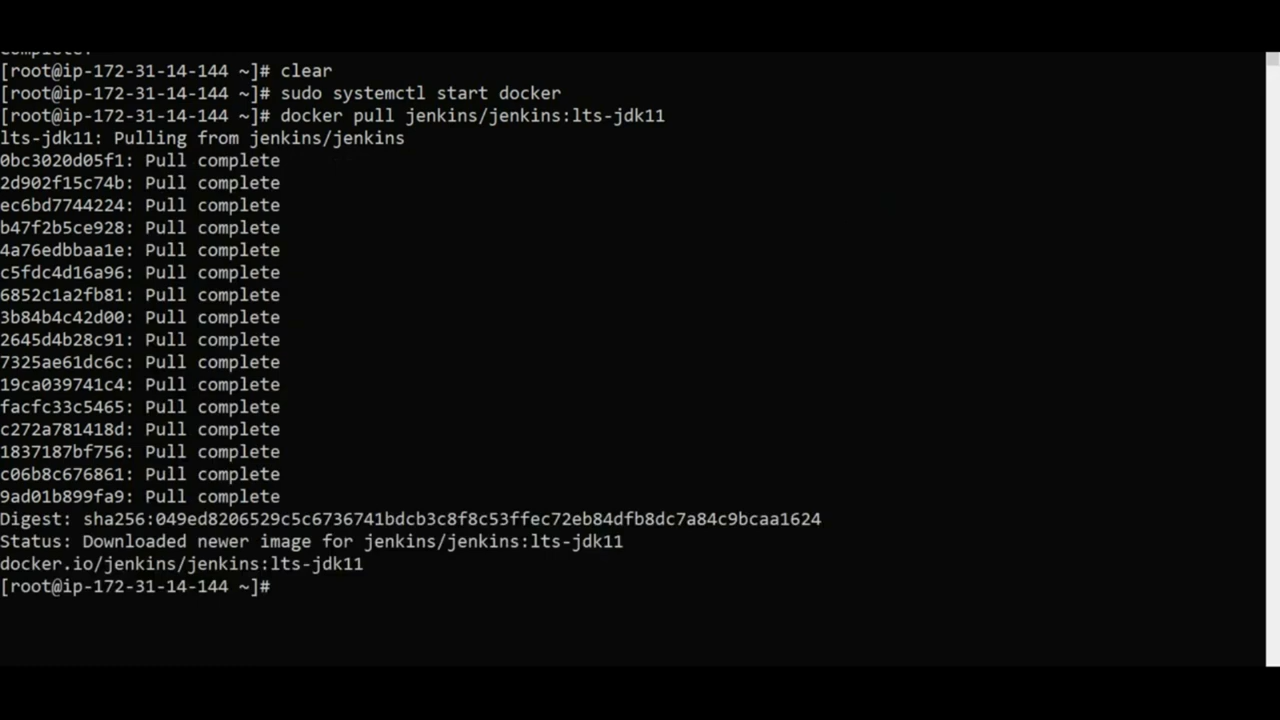 complete.
[root@ip-172-31-14-144 ~]# clear
[root@ip-172-31-14-144 ~]# sudo systemctl start docker
[root@ip-172-31-14-144 ~]# docker pull jenkins/jenkins:lts-jdk11
lts-jdk11: Pulling from jenkins/jenkins
0bc3020d05f1: Pull complete
2d902f15c74b: Pull complete
ec6bd7744224: Pull complete
b47f2b5ce928: Pull complete
4a76edbbaa1e: Pull complete
c5fdc4d16a96: Pull complete
6852c1a2fb81: Pull complete
3b84b4c42d00: Pull complete
2645d4b28c91: Pull complete
7325ae61dc6c: Pull complete
19ca039741c4: Pull complete
facfc33c5465: Pull complete
c272a781418d: Pull complete
1837187bf756: Pull complete
c06b8c676861: Pull complete
9ad01b899fa9: Pull complete
Digest: sha256:049ed8206529c5c6736741bdcb3c8f8c53ffec72eb84dfb8dc7a84c9bcaa1624
Status: Downloaded newer image for jenkins/jenkins:lts-jdk11
docker.io/jenkins/jenkins:lts-jdk11
[root@ip-172-31-14-144 ~]#